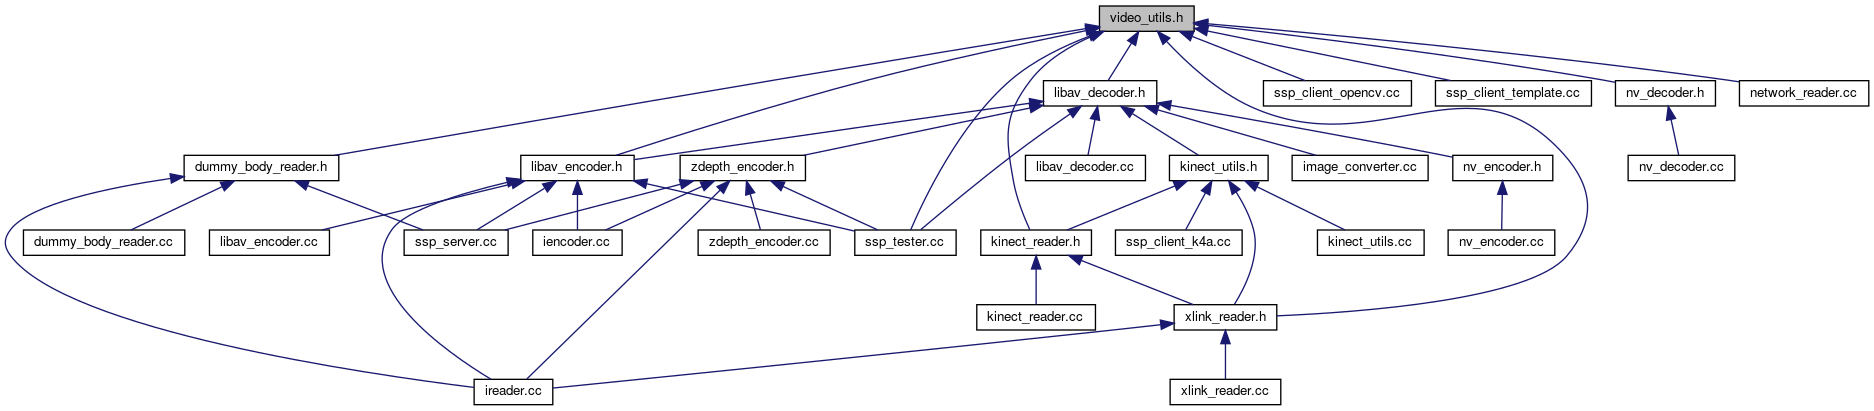 video_utils.h
libav_decoder.h
ssp_client_opencv.cc
ssp_client_template.cc
nv_decoder.h
network_reader.cc
dummy_body_reader.h
libav_encoder.h
zdepth_encoder.h
libav_decoder.cc
kinect_utils.h
image_converter.cc
nv_encoder.h
nv_decoder.cc
dummy_body_reader.cc
libav_encoder.cc
ssp_server.cc
iencoder.cc
zdepth_encoder.cc
ssp_tester.cc
kinect_reader.h
ssp_client_k4a.cc
kinect_utils.cc
nv_encoder.cc
kinect_reader.cc
xlink_reader.h
ireader.cc
xlink_reader.cc